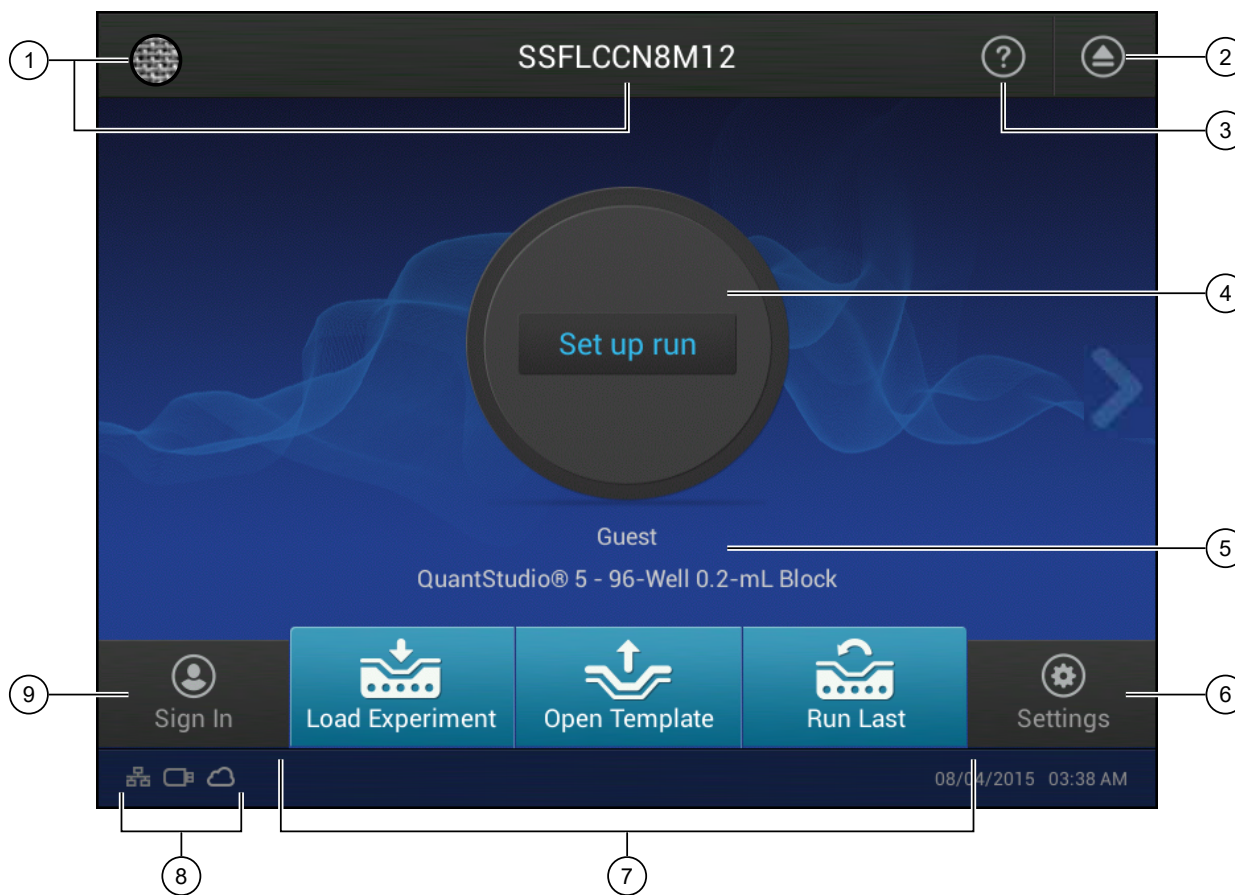 1
SSFLCCN8M12
?
2
3
4
Set up run
Guest
5
QuantStudio® 5 - 96-Well 0.2-mL Block
9
Sign In
Load Experiment
Open Template
Run Last
Settings
6
08/04/2015 03:38 AM
8
7